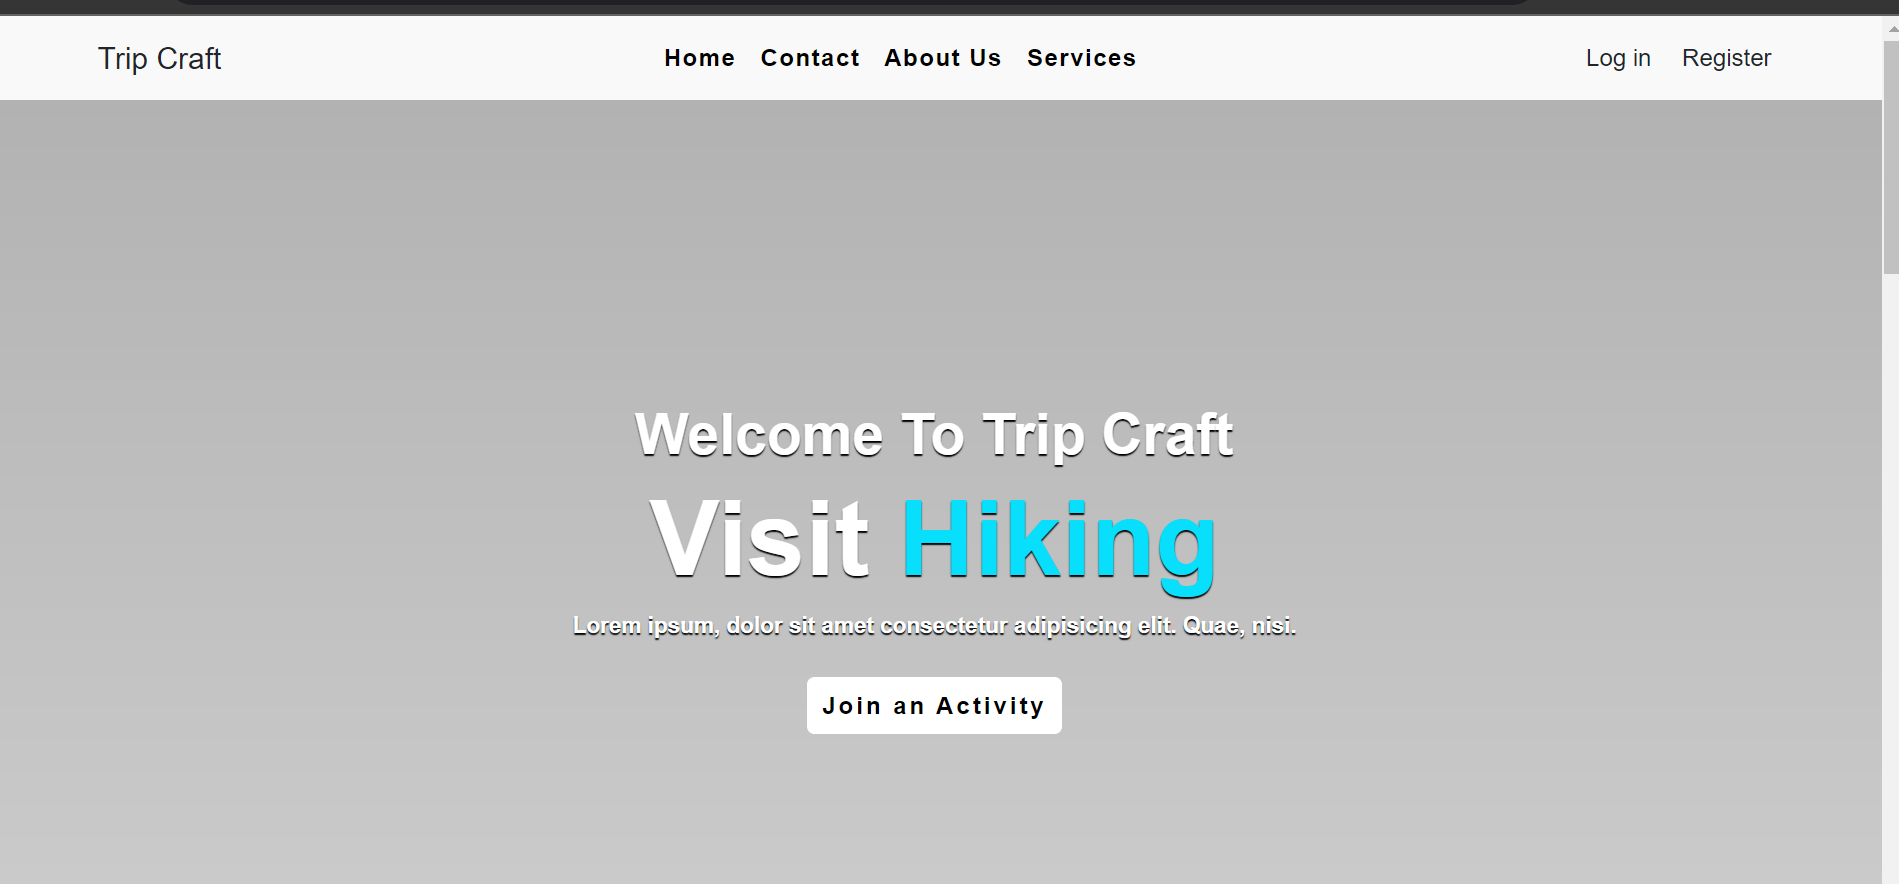 Trip Craft Home Contact About Us Services Log in Register
Welcome To Trip Craft
Visit Hiking
Lorem ipsum, dolor sit amet consectetur adipisicing elit. Quae, nisi.
Join an Activity